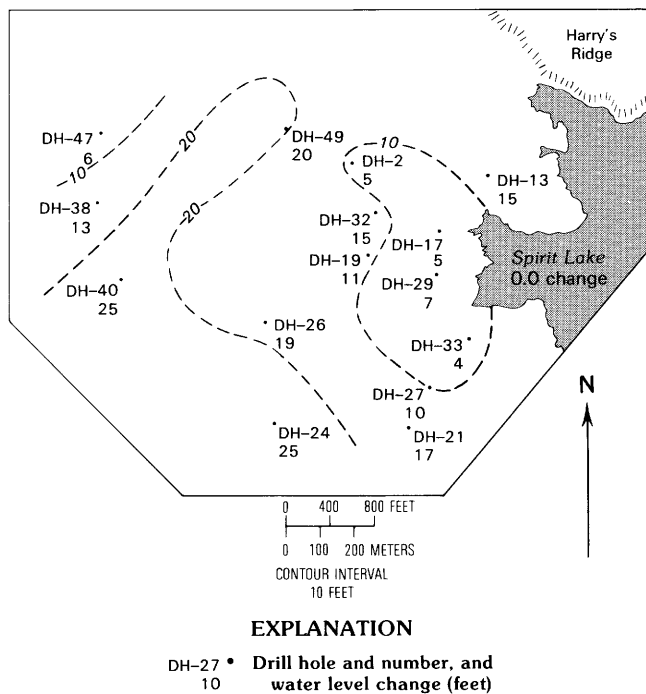 Harry's
Ridge
DH-47
6
-10-
20
DH-49
20
10
DH-2
5
DH-13
15
DH-38
13
-20-
DH-32
15
DH-17
5
DH-19
11
DH-29
7
Spirit Lake
0.0 change
DH-40
25
DH-26
19
DH-33
4
DH-27
10
DH-24
25
DH-21
17
N
0 400 800 FEET
0 100 200 METERS
CONTOUR INTERVAL
10 FEET
EXPLANATION
DH-27 • Drill hole and number, and
10 water level change (feet)